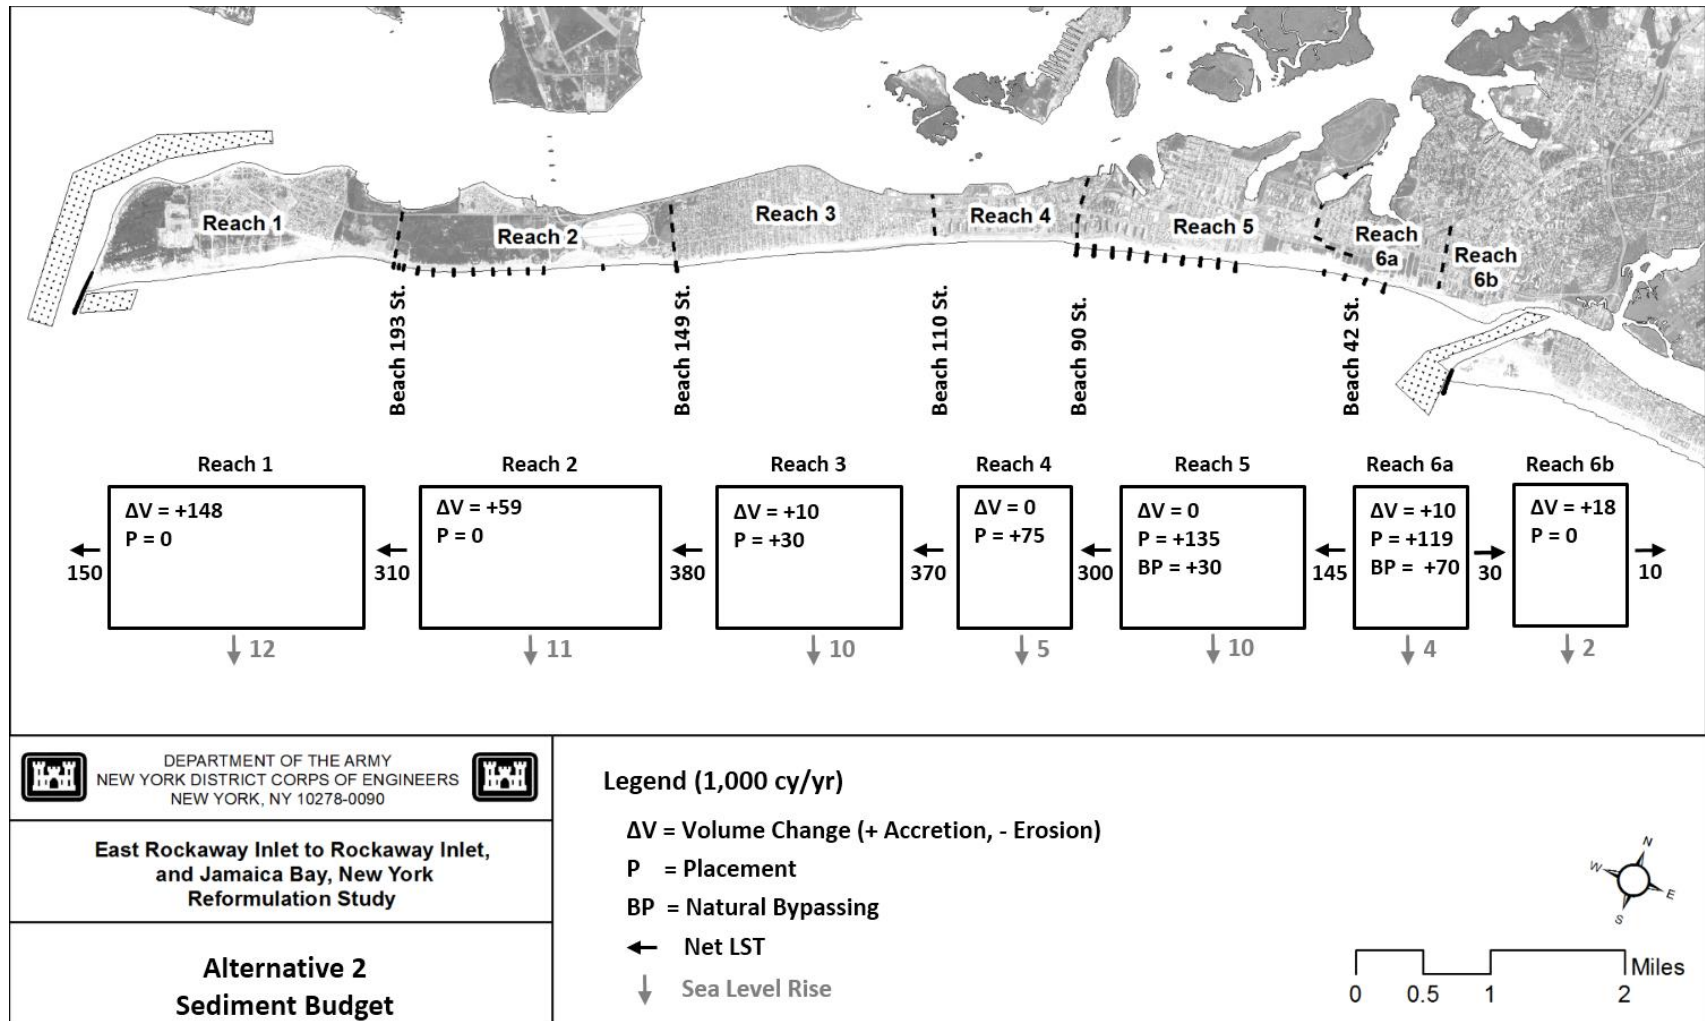 Reach 1
Reach 2
Reach 3
Reach 4
Reach 5
Reach
6a
Reach
6b
Beach 193 St.
Beach 149 St.
Beach 110 St.
Beach 90 St.
Beach 42 St.
Reach 1
Reach 2
Reach 3
Reach 4
Reach 5
Reach 6a
Reach 6b
ΔV = +148
P = 0
ΔV = +59
P = 0
ΔV = +10
P = +30
ΔV = 0
P = +75
ΔV = 0
P = +135
BP = +30
ΔV = +10
P = +119
BP = +70
ΔV = +18
P = 0
150
310
380
370
300
145
30
10
12
11
10
5
10
4
2
DEPARTMENT OF THE ARMY
NEW YORK DISTRICT CORPS OF ENGINEERS
NEW YORK, NY 10278-0090
East Rockaway Inlet to Rockaway Inlet,
and Jamaica Bay, New York
Reformulation Study
Alternative 2
Sediment Budget
Legend (1,000 cy/yr)
ΔV = Volume Change (+ Accretion, - Erosion)
P = Placement
BP = Natural Bypassing
Net LST
Sea Level Rise
N
W
E
S
Miles
0 0.5 1 2